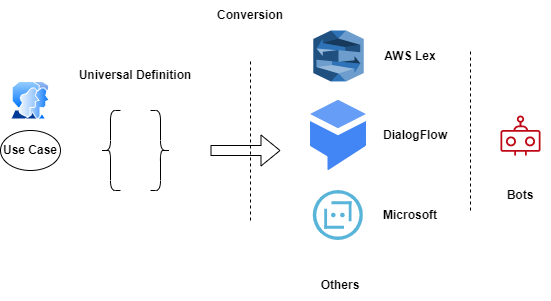 Conversion
Universal Definition
Use Case
AWS Lex
DialogFlow
Microsoft
Others
Bots